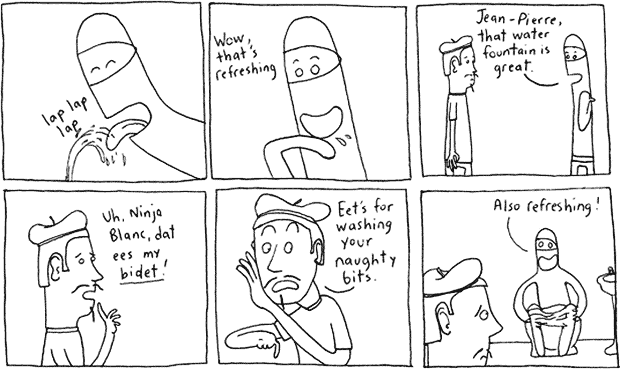 lap lap
lap
Wow,
that's
refreshing
Jean-Pierre,
that water
fountain is
great.
Uh, Ninja
Blanc, dat
ees my
bidet!
Eet's for
washing
your
naughty
bits.
Also refreshing!